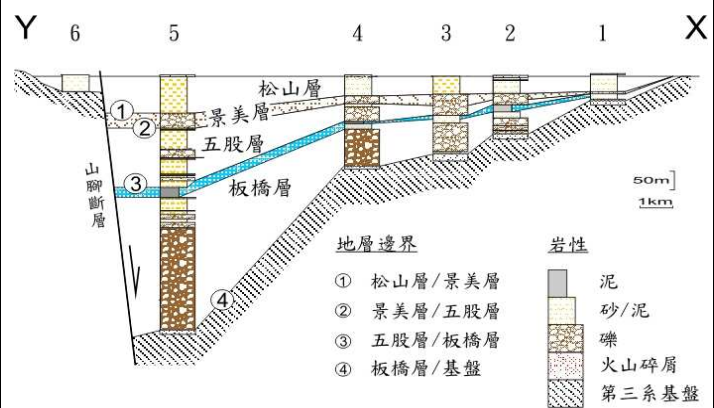 Y 6 5 4 3 2 1 X
松山層
① 景美層
② 五股層
③ 板橋層
山腳斷層
50m
1km
④
地層邊界
① 松山層/景美層
② 景美層/五股層
③ 五股層/板橋層
④ 板橋層/基盤
岩性
泥
砂/泥
礫
火山碎屑
第三系基盤